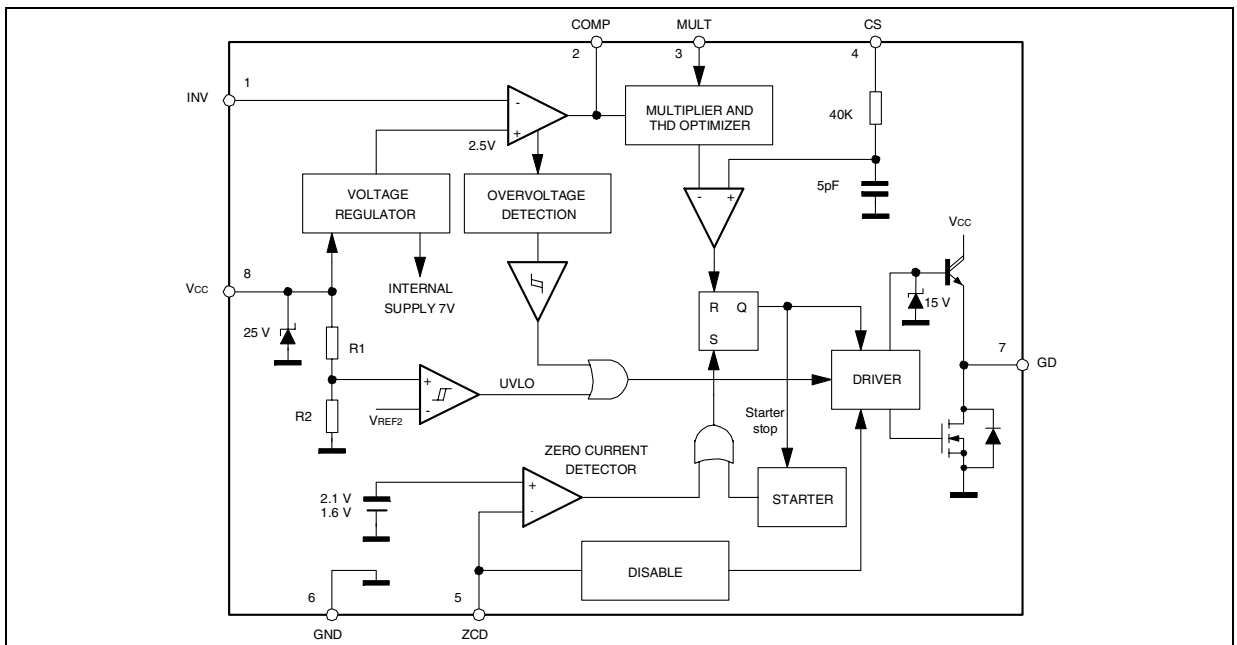 COMP
MULT
CS
2
3
4
1
INV
-
+
2.5V
MULTIPLIER AND
THD OPTIMIZER
40K
5pF
VOLTAGE
REGULATOR
OVERVOLTAGE
DETECTION
-
+
VCC
8
VCC
INTERNAL
SUPPLY 7V
25 V
R1
R
Q
S
15 V
7
GD
DRIVER
+
-
UVLO
R2
VREF2
Starter
stop
ZERO CURRENT
DETECTOR
2.1 V
1.6 V
+
-
STARTER
DISABLE
6
5
GND
ZCD